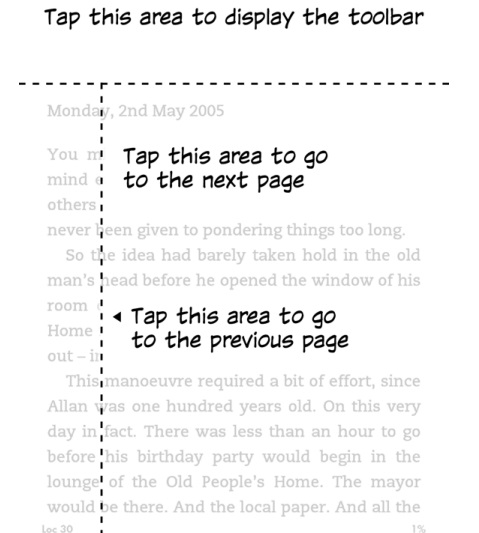 Tap this area to display the toolbar
Monday, 2nd May 2005
You
Tap this area to go
mind
to the next page
others
never been given to pondering things too long.
So the idea had barely taken hold in the old
man's head before he opened the window of his
room
Tap this area to go
Home
to the previous page
out – in
This manoeuvre required a bit of effort, since
Allan was one hundred years old. On this very
day in fact. There was less than an hour to go
before his birthday party would begin in the
lounge of the Old People's Home. The mayor
would be there. And the local paper. And all the
Loc 30
1%